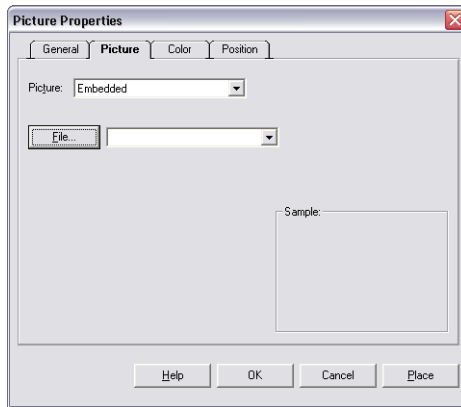 Picture Properties
General Picture Color Position
Picture: Embedded
File...
Sample:
Help OK Cancel Place